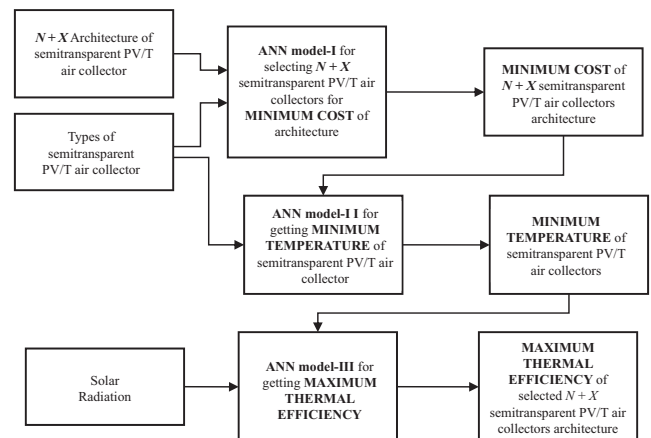 N + X Architecture of
semitransparent PV/T
air collector
ANN model-I for
selecting N + X
semitransparent PV/T air
collectors for
MINIMUM COST of
architecture
MINIMUM COST of
N + X semitransparent
PV/T air collectors
architecture
Types of
semitransparent
PV/T air collector
ANN model-I I for
getting MINIMUM
TEMPERATURE of
semitransparent PV/T air
collector
MINIMUM
TEMPERATURE of
semitransparent PV/T
air collectors
Solar
Radiation
ANN model-III for
getting MAXIMUM
THERMAL
EFFICIENCY
MAXIMUM
THERMAL
EFFICIENCY of
selected N + X
semitransparent PV/T air
collectors architecture